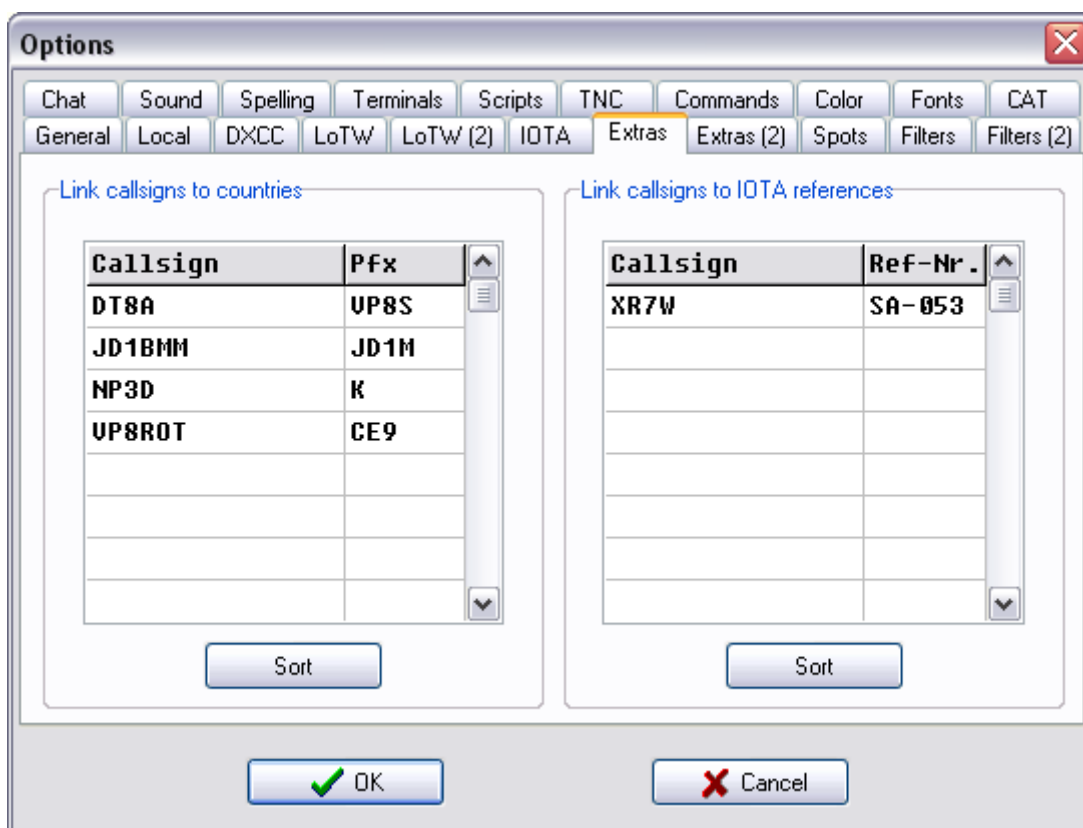 Options
Chat Sound Spelling Terminals Scripts TNC Commands Color Fonts CAT
General Local DXCC LoTW LoTW (2) IOTA Extras Extras (2) Spots Filters Filters (2)
Link callsigns to countries
Callsign Pfx
DT8A VP8S
JD1BMM JD1M
NP3D K
VP8ROT CE9
Sort
Link callsigns to IOTA references
Callsign Ref-Nr.
XR7W SA-053
Sort
OK Cancel